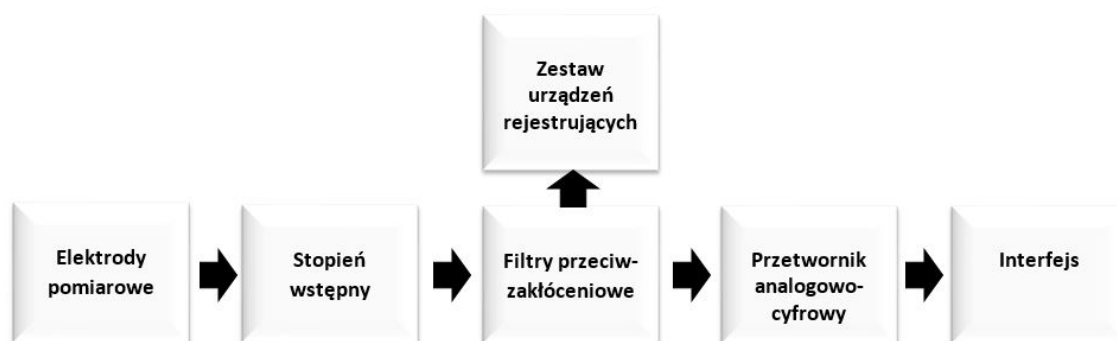 Zestaw
urządzeń
rejestrujących
Elektrody
pomiarowe
Stopień
wstępny
Filtry przeciw-
zakłóceniowe
Przetwornik
analogowo-
cyfrowy
Interfejs